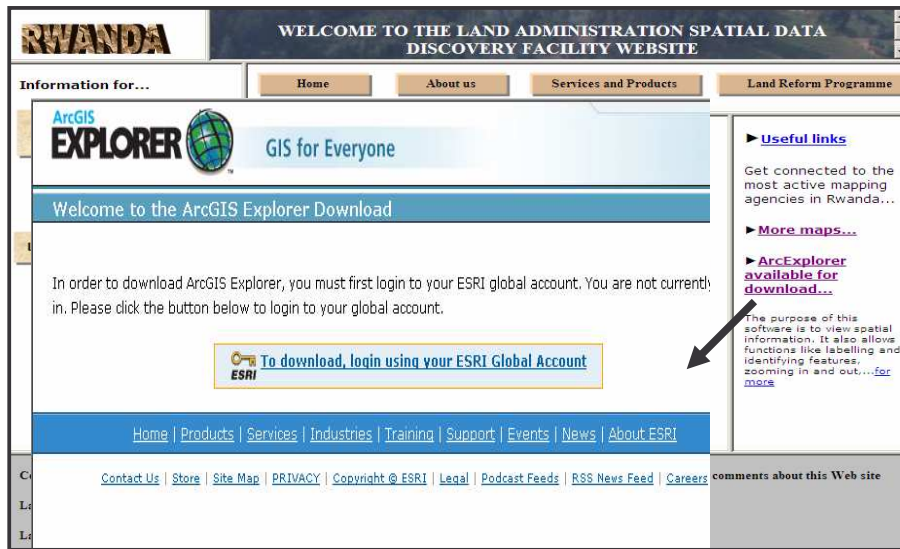 RWANDA
WELCOME TO THE LAND ADMINISTRATION SPATIAL DATA
DISCOVERY FACILITY WEBSITE
Information for...
Home
About us
Services and Products
Land Reform Programme
ArcGIS
EXPLORER
GIS for Everyone
Welcome to the ArcGIS Explorer Download
In order to download ArcGIS Explorer, you must first login to your ESRI global account. You are not currently
in. Please click the button below to login to your global account.
ESRI
To download, login using your ESRI Global Account
Home | Products | Services | Industries | Training | Support | Events | News | About ESRI
Contact Us | Store | Site Map | PRIVACY | Copyright @ ESRI | Legal | Podcast Feeds | RSS News Feed | Careers
►Useful links
Get connected to the
most active mapping
agencies in Rwanda...
►More maps...
►ArcExplorer
available for
download...
The purpose of this
software is to view spatial
information. It also allows
functions like labelling and
identifying features,
zooming in and out,...for
more
comments about this Web site